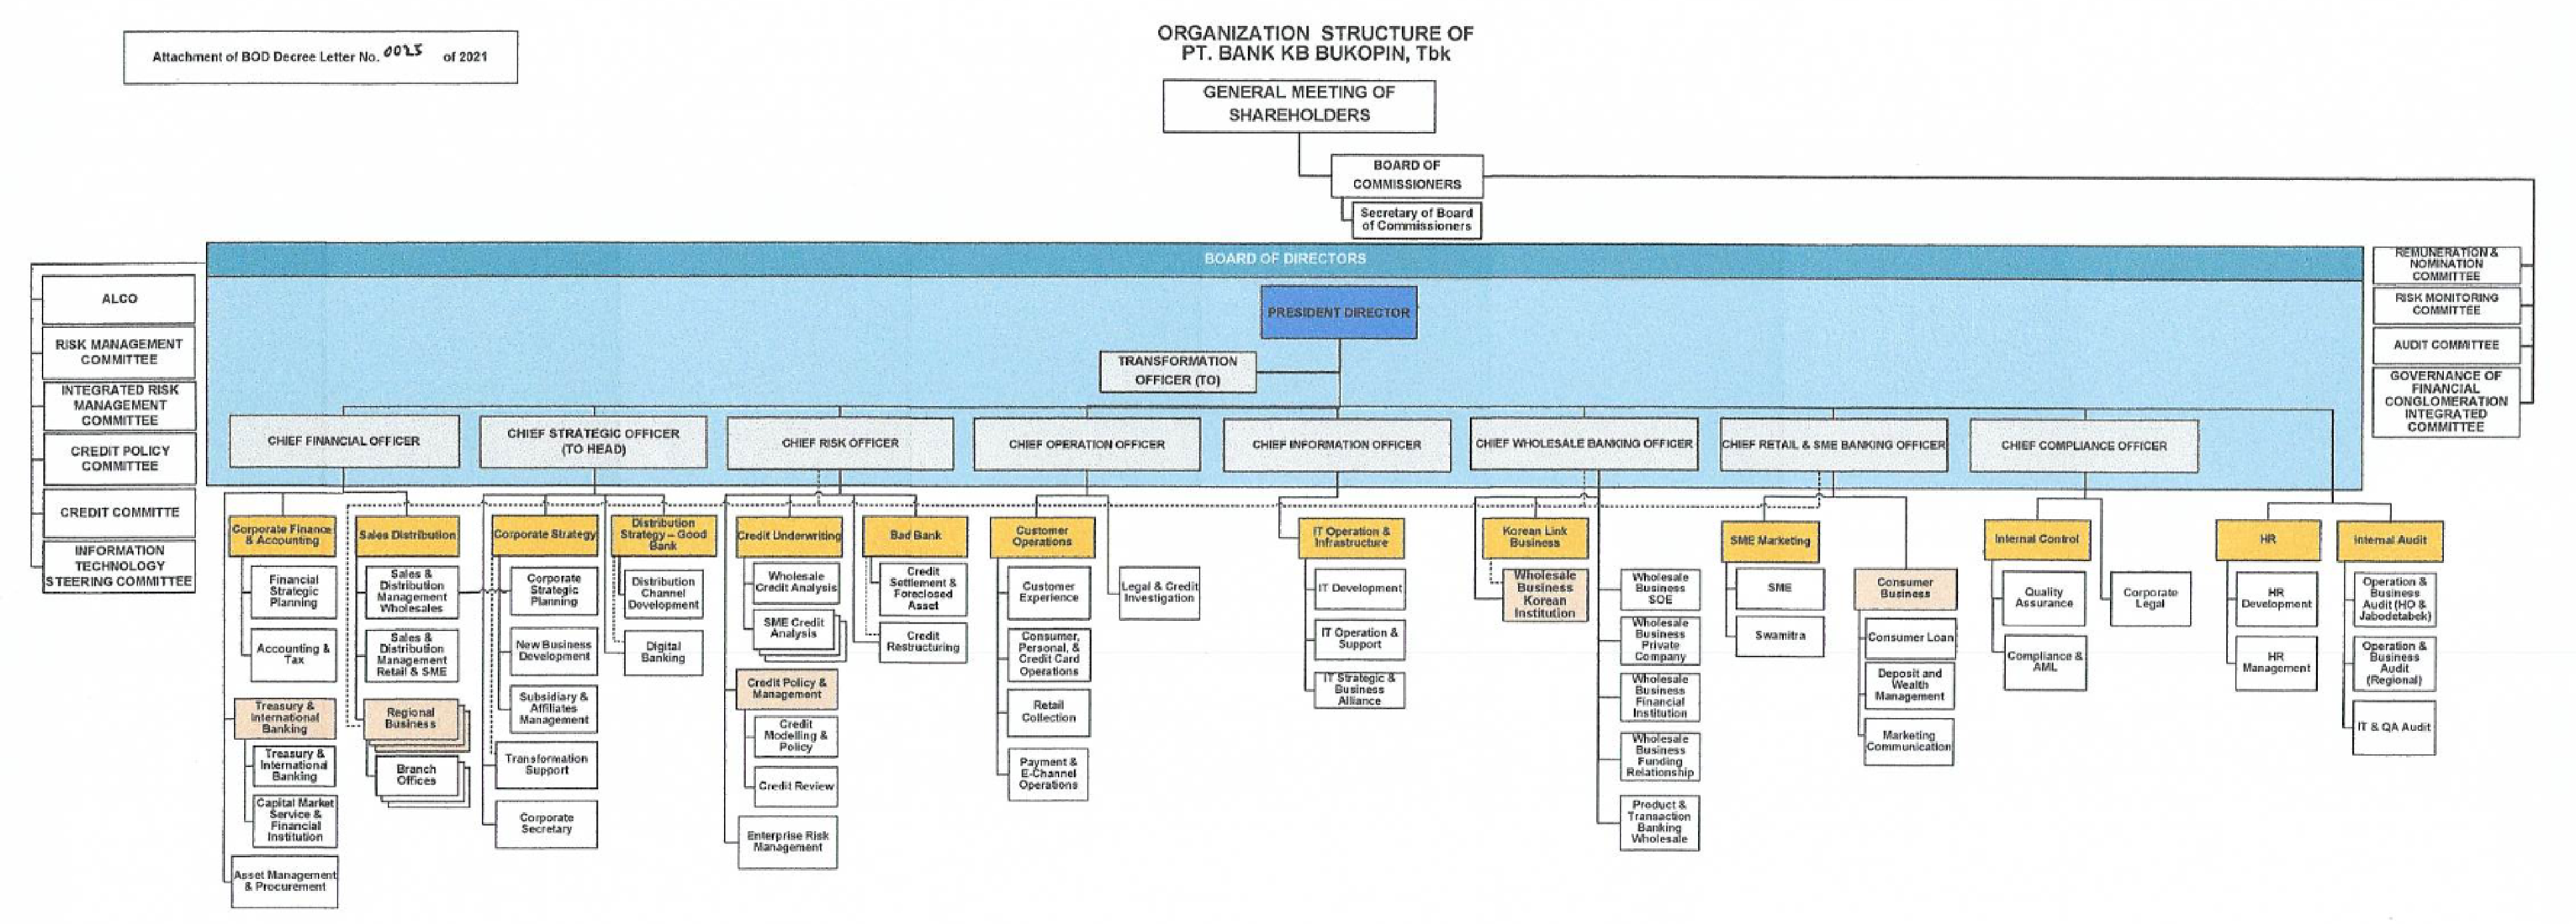 ORGANIZATION STRUCTURE OF
PT. BANK KB BUKOPIN, Tbk
Attachment of BOD Decree Letter No. 0025 of 2021
GENERAL MEETING OF
SHAREHOLDERS
BOARD OF
COMMISSIONERS
Secretary of Board
of Commissioners
BOARD OF DIRECTORS
ALCO
RISK MANAGEMENT
COMMITTEE
INTEGRATED RISK
MANAGEMENT
COMMITTEE
CREDIT POLICY
COMMITTEE
CREDIT COMMITTE
INFORMATION
TECHNOLOGY
STEERING COMMITTEE
REMUNERATION &
NOMINATION
COMMITTEE
RISK MONITORING
COMMITTEE
AUDIT COMMITTEE
GOVERNANCE OF
FINANCIAL
CONGLOMERATION
INTEGRATED
COMMITTEE
PRESIDENT DIRECTOR
TRANSFORMATION
OFFICER (TO)
CHIEF FINANCIAL OFFICER
CHIEF STRATEGIC OFFICER
(TO HEAD)
CHIEF RISK OFFICER
CHIEF OPERATION OFFICER
CHIEF INFORMATION OFFICER
CHIEF WHOLESALE BANKING OFFICER
CHIEF RETAIL & SME BANKING OFFICER
CHIEF COMPLIANCE OFFICER
Corporate Finance
& Accounting
Financial
Strategic
Planning
Accounting &
Tax
Treasury &
International
Banking
Treasury &
International
Banking
Capital Market
Service &
Financial
Institution
Asset Management
& Procurement
Sales Distribution
Sales &
Distribution
Management
Wholesales
Sales &
Distribution
Management
Retail & SME
Regional
Business
Branch
Offices
Corporate Strategy
Corporate
Strategic
Planning
New Business
Development
Subsidiary &
Affiliates
Management
Transformation
Support
Corporate
Secretary
Distribution
Strategy – Good
Bank
Distribution
Channel
Development
Digital
Banking
Credit Underwriting
Wholesale
Credit Analysis
SME Credit
Analysis
Credit Policy &
Management
Credit
Modelling &
Policy
Credit Review
Enterprise Risk
Management
Bad Bank
Credit
Settlement &
Foreclosed
Asset
Credit
Restructuring
Customer
Operations
Customer
Experience
Consumer,
Personal, &
Credit Card
Operations
Retail
Collection
Payment &
E-Channel
Operations
Legal & Credit
Investigation
IT Operation &
Infrastructure
IT Development
IT Operation &
Support
IT Strategic &
Business
Alliance
Korean Link
Business
Wholesale
Business
Korean
Institution
Wholesale
Business
SOE
Wholesale
Business
Private
Company
Wholesale
Business
Financial
Institution
Wholesale
Business
Funding
Relationship
Product &
Transaction
Banking
Wholesale
SME Marketing
SME
Swamitra
Consumer
Business
Consumer Loan
Deposit and
Wealth
Management
Marketing
Communication
Internal Control
Quality
Assurance
Compliance &
AML
Corporate
Legal
HR
HR
Development
HR
Management
Internal Audit
Operation &
Business
Audit (HO &
Jabodetabek)
Operation &
Business
Audit
(Regional)
IT & QA Audit